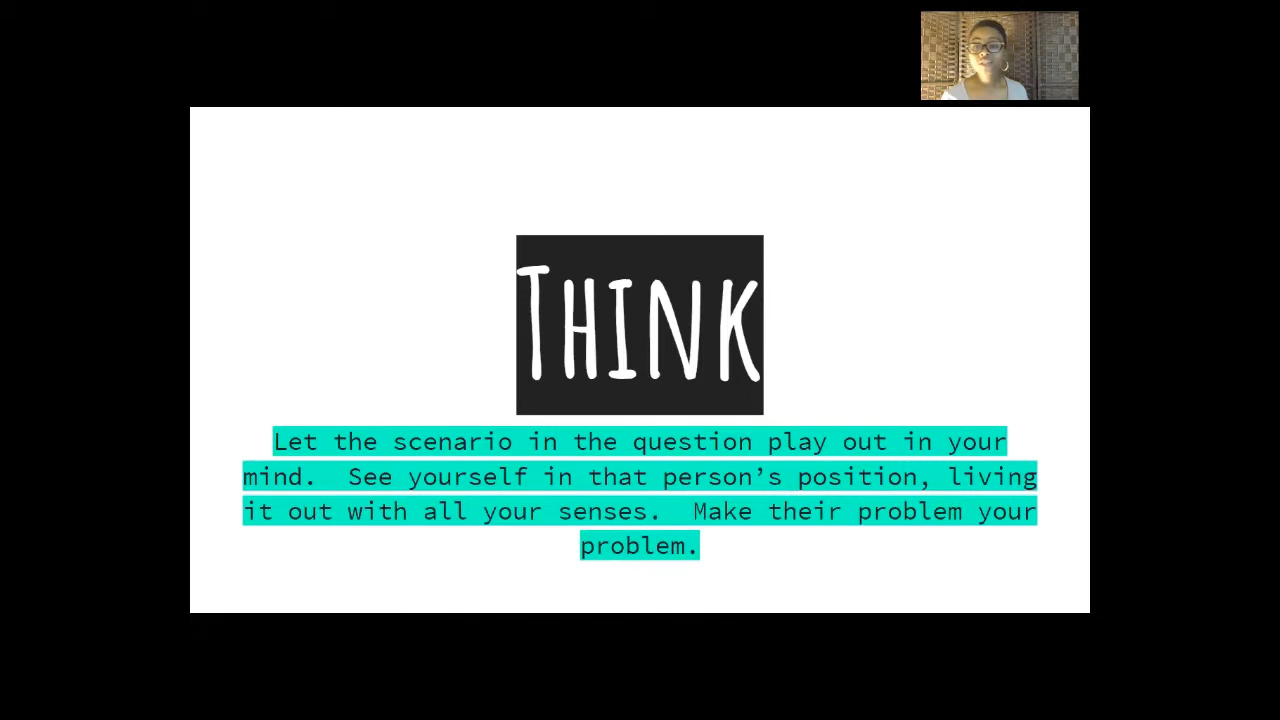 THINK
Let the scenario in the question play out in your
mind.  See yourself in that person’s position, living
it out with all your senses.  Make their problem your
problem.